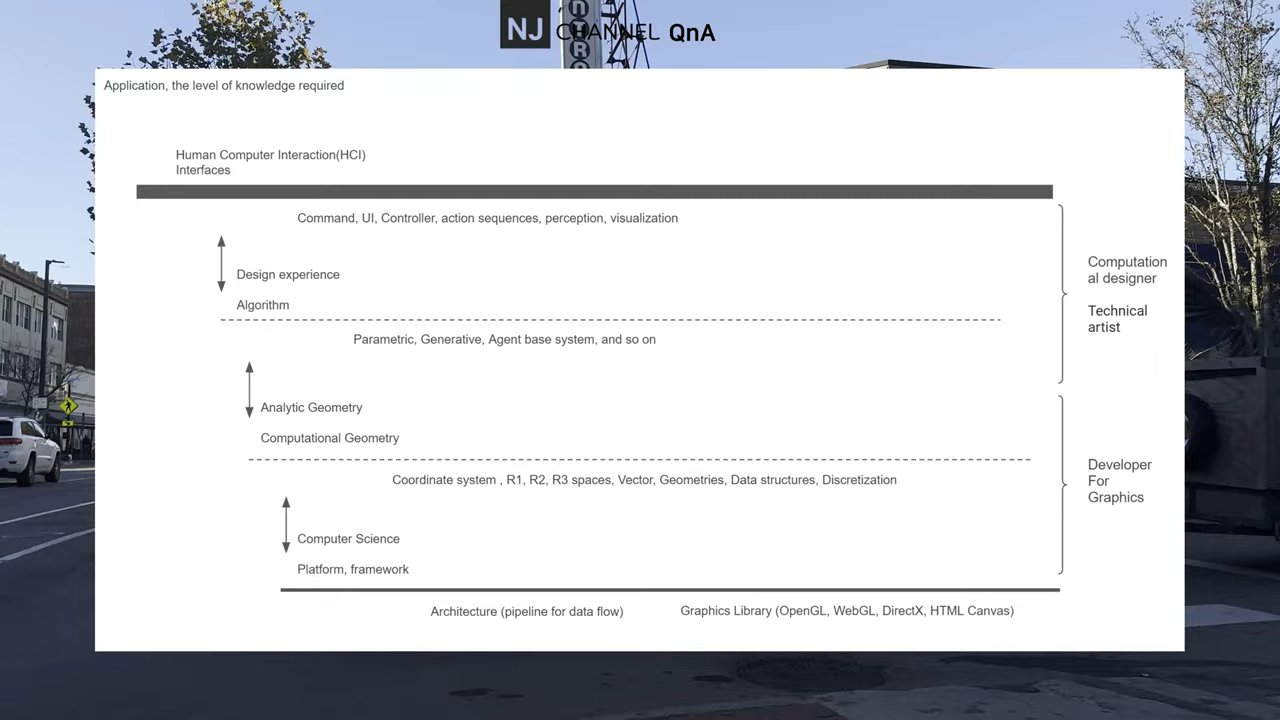 NJ CHANNEL QnA
Application, the level of knowledge required
Human Computer Interaction(HCI)
Interfaces
Command, UI, Controller, action sequences, perception, visualization
Design experience
Algorithm
Computation
al designer
Technical
artist
Parametric, Generative, Agent base system, and so on
Analytic Geometry
Computational Geometry
Coordinate system , R1, R2, R3 spaces, Vector, Geometries, Data structures, Discretization
Developer
For
Graphics
Computer Science
Platform, framework
Architecture (pipeline for data flow)
Graphics Library (OpenGL, WebGL, DirectX, HTML Canvas)